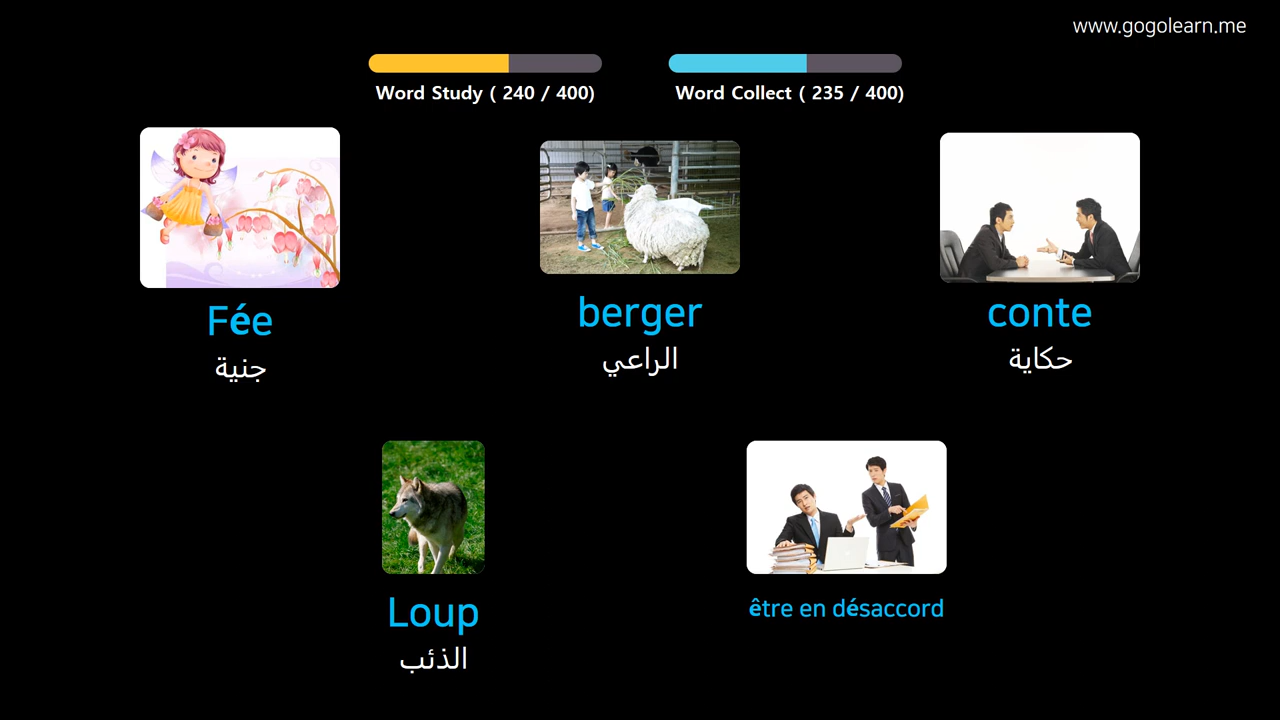 www.gogolearn.me
Word Study ( 240 / 400)
Word Collect ( 235 / 400)
Fée
جنية
berger
الراعي
conte
حكاية
Loup
الذئب
être en désaccord